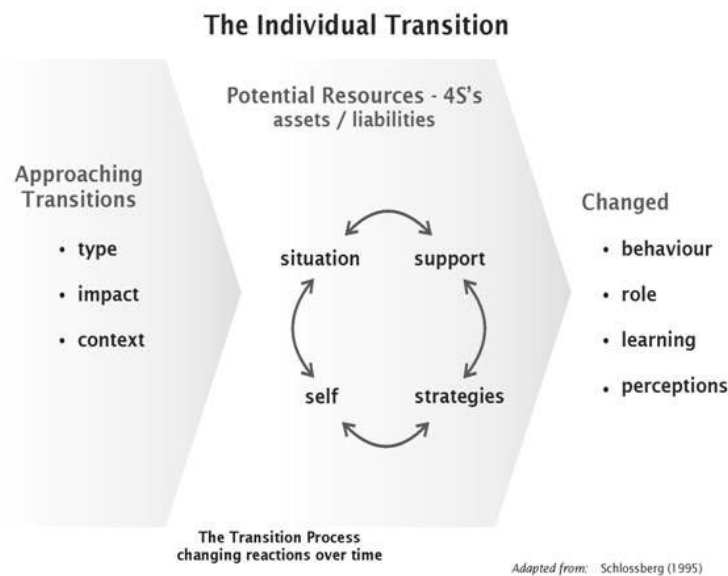 The Individual Transition
Potential Resources - 4S's
assets / liabilities
Approaching
Transitions
• type
• impact
• context
situation
support
self
strategies
Changed
• behaviour
• role
• learning
• perceptions
The Transition Process
changing reactions over time
Adapted from: Schlossberg (1995)